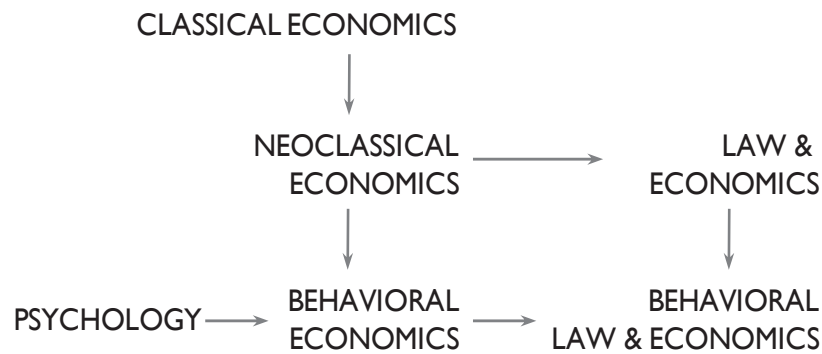 CLASSICAL ECONOMICS
NEOCLASSICAL
ECONOMICS
LAW &
ECONOMICS
PSYCHOLOGY
BEHAVIORAL
ECONOMICS
BEHAVIORAL
LAW & ECONOMICS